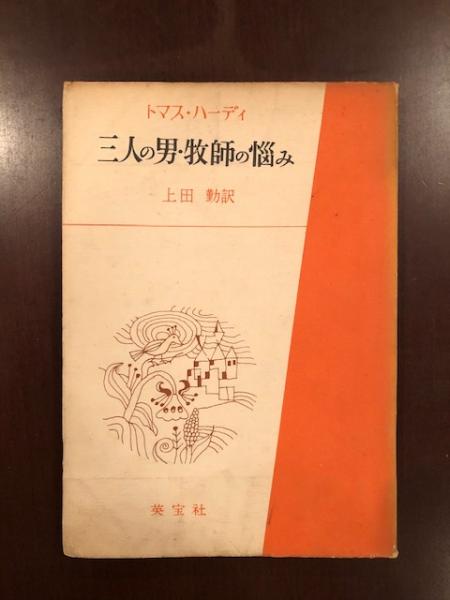 トマス・ハーディ
三人の男・牧師の悩み
上田 勤訳
英宝社